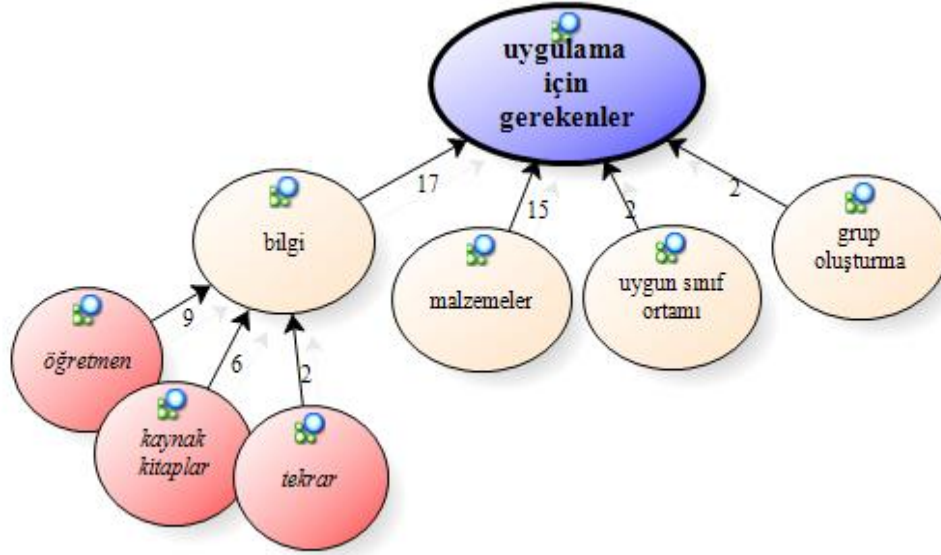 uygulama
için
gerekenler
17
15
2
2
bilgi
malzemeler
uygun sınıf
ortamı
grup
oluşturma
9
6
2
öğretmen
kaynak
kitaplar
tekrar